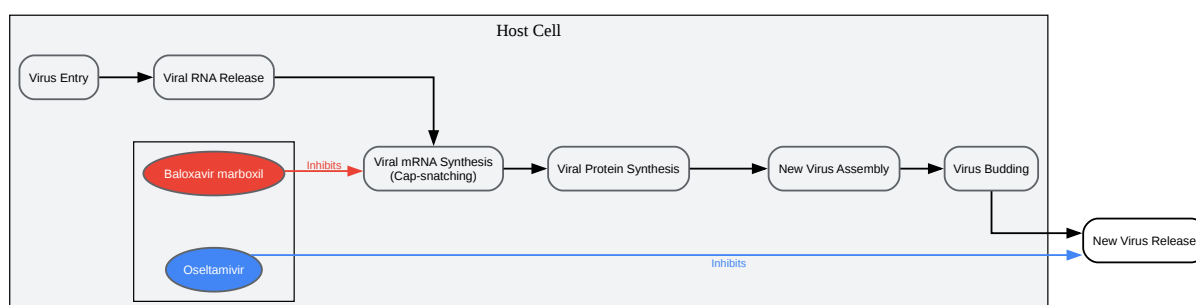 Host Cell
Virus Entry
Viral RNA Release
Baloxavir marboxil
Inhibits
Viral mRNA Synthesis
(Cap-snatching)
Viral Protein Synthesis
New Virus Assembly
Virus Budding
New Virus Release
Oseltamivir
Inhibits